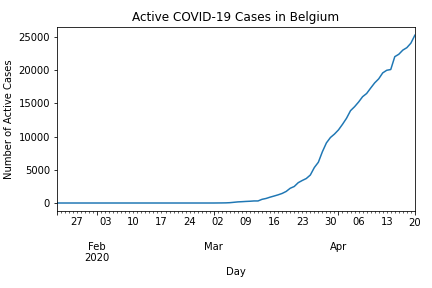 Active COVID-19 Cases in Belgium
Number of Active Cases
25000
20000
15000
10000
5000
0
27 03 10 17 24 02 09 16 23 30 06 13 20
Feb Mar Apr
2020
Day